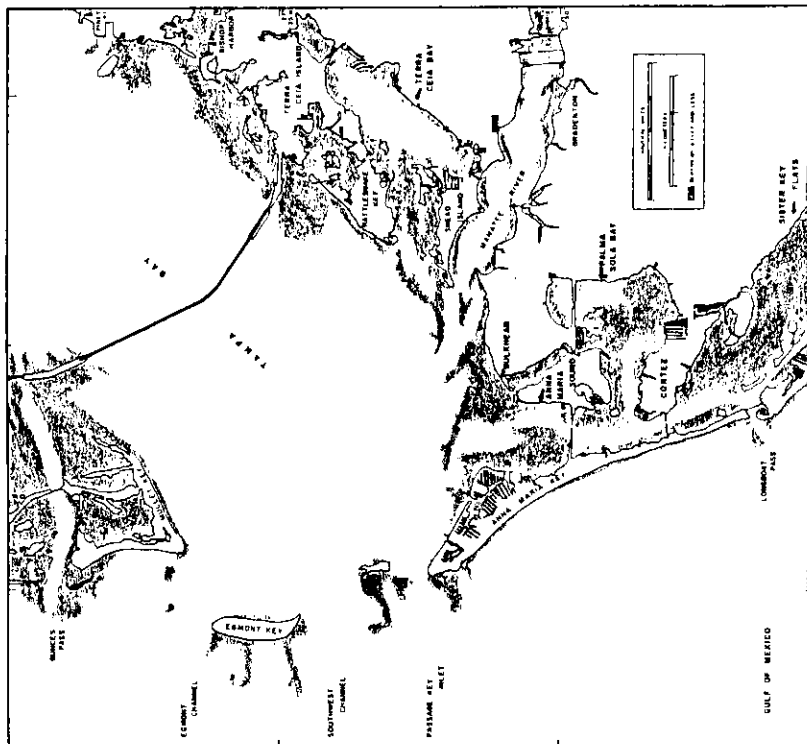 BISHOP
HARBOR
TERRA
CEIA ISLAND
TERRA
CEIA BAY
RATTLESNAKE
KEY
SNEAD
ISLAND
MANATEE RIVER
BRADENTON
BAY
TAMPA
BULKHEAD
PALMA
SOLA BAY
ANNA
MARIA
SOUND
CORTEZ
SISTER KEY
FLATS
ANNA MARIA KEY
LONGBOAT
PASS
BUNCES
PASS
EGMONT KEY
EGMONT
CHANNEL
SOUTHWEST
CHANNEL
PASSAGE KEY
INLET
GULF OF MEXICO